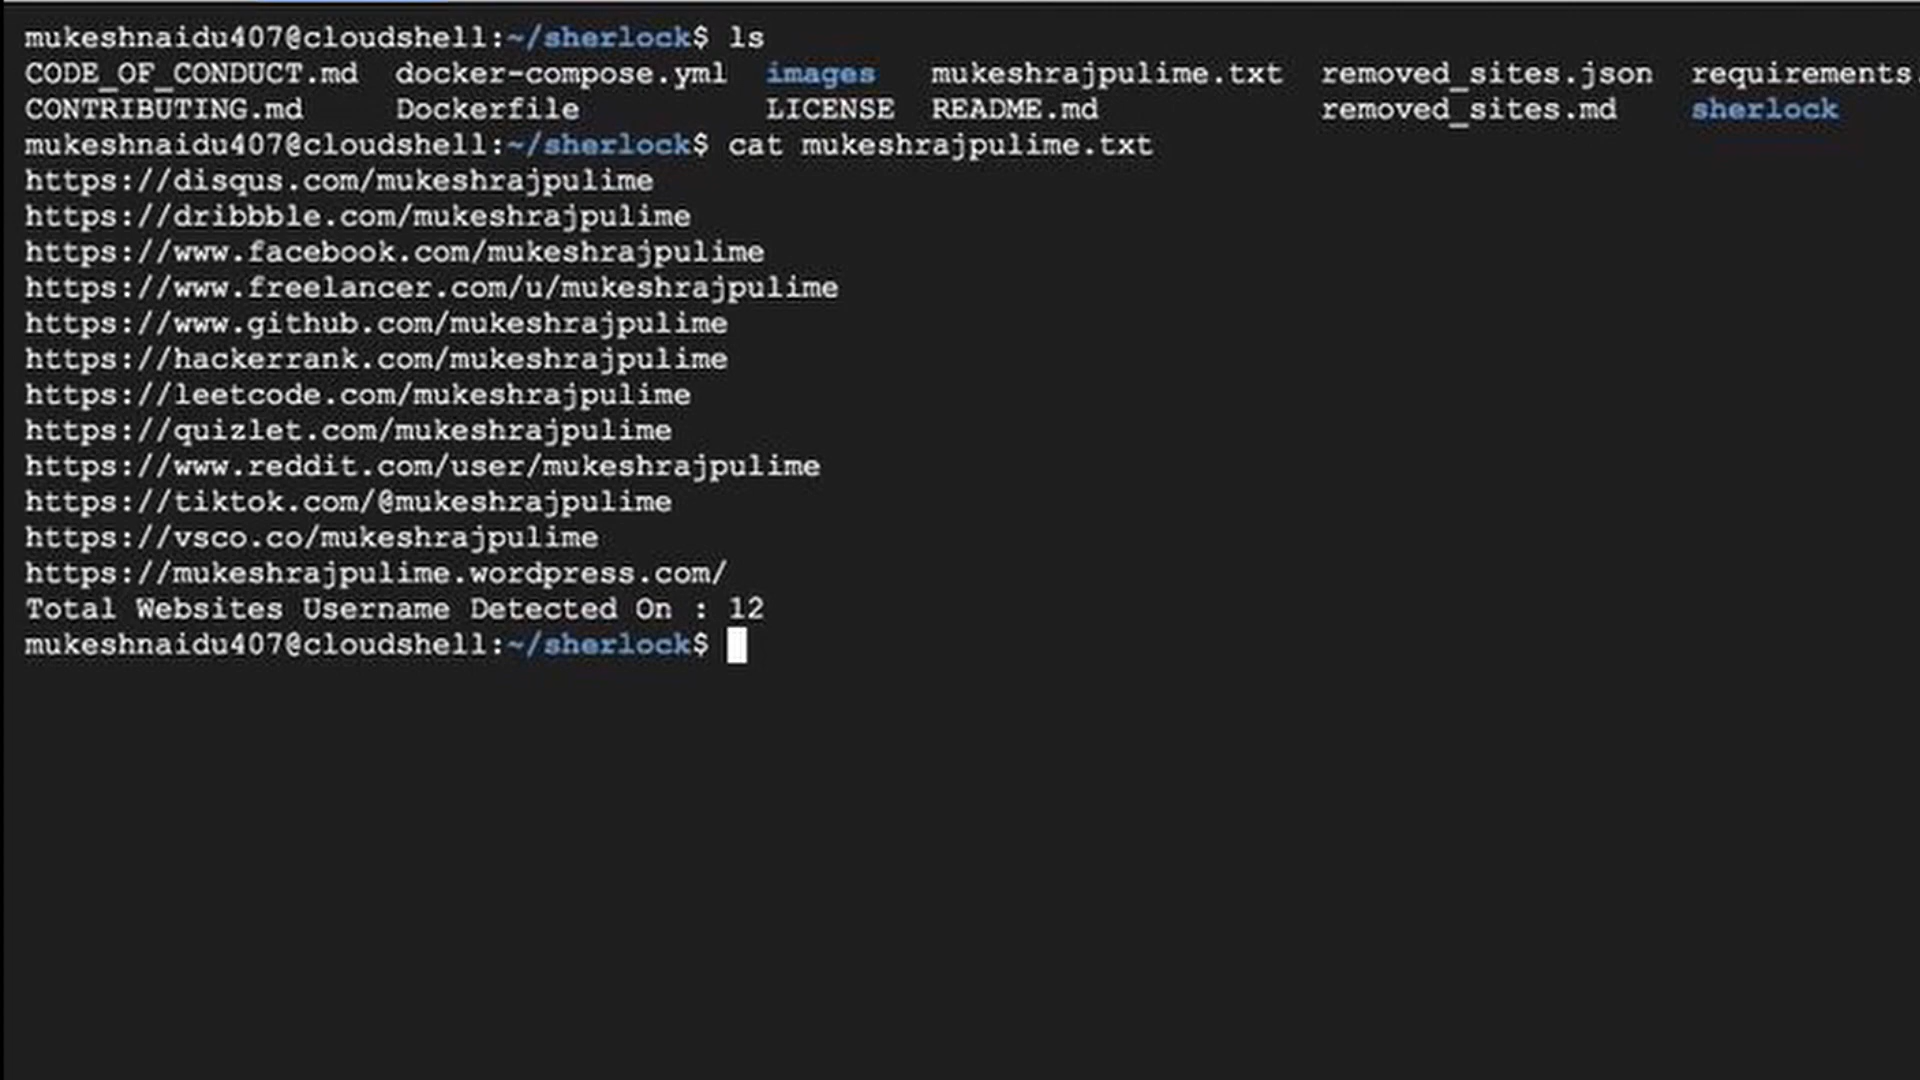 mukeshnaidu407@cloudshell:~/sherlock$ ls
CODE_OF_CONDUCT.md  docker-compose.yml  images  mukeshrajpulime.txt  removed_sites.json  requirements.
CONTRIBUTING.md  Dockerfile  LICENSE  README.md  removed_sites.md  sherlock
mukeshnaidu407@cloudshell:~/sherlock$ cat mukeshrajpulime.txt
https://disqus.com/mukeshrajpulime
https://dribbble.com/mukeshrajpulime
https://www.facebook.com/mukeshrajpulime
https://www.freelancer.com/u/mukeshrajpulime
https://www.github.com/mukeshrajpulime
https://hackerrank.com/mukeshrajpulime
https://leetcode.com/mukeshrajpulime
https://quizlet.com/mukeshrajpulime
https://www.reddit.com/user/mukeshrajpulime
https://tiktok.com/@mukeshrajpulime
https://vsco.co/mukeshrajpulime
https://mukeshrajpulime.wordpress.com/
Total Websites Username Detected On : 12
mukeshnaidu407@cloudshell:~/sherlock$